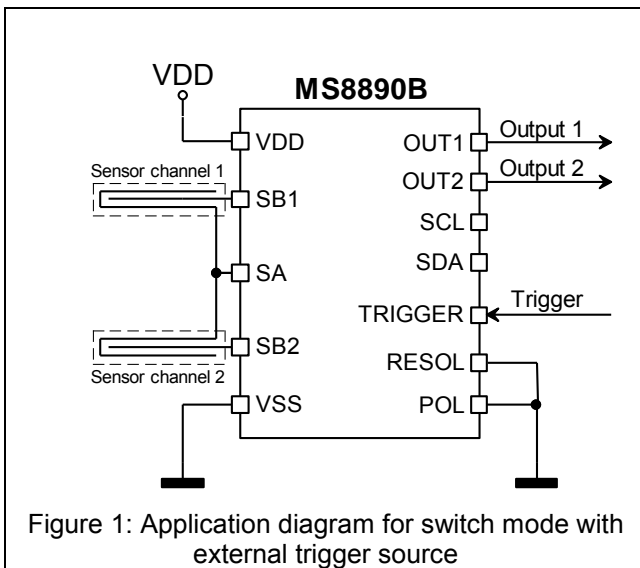 VDD
MS8890B
VDD
OUT1
Output 1
Sensor channel 1
OUT2
Output 2
SB1
SCL
SA
SDA
TRIGGER
Trigger
SB2
RESOL
Sensor channel 2
VSS
POL
Figure 1: Application diagram for switch mode with
external trigger source